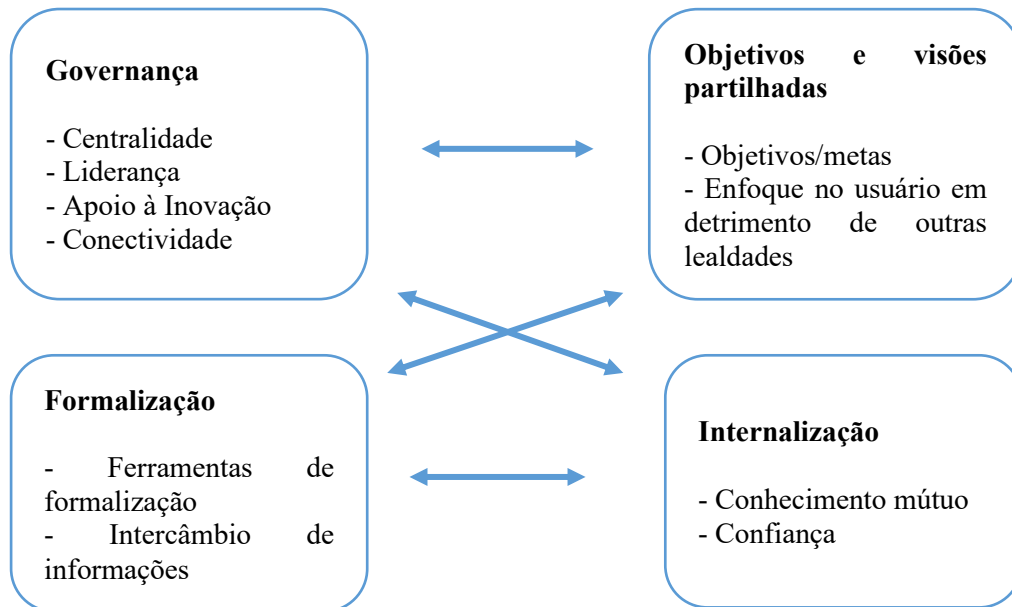 Governança
- Centralidade
- Liderança
- Apoio à Inovação
- Conectividade
Objetivos e visões
partilhadas
- Objetivos/metas
- Enfoque no usuário em
detrimento de outras
lealdades
Formalização
- Ferramentas de
formalização
- Intercâmbio de
informações
Internalização
- Conhecimento mútuo
- Confiança